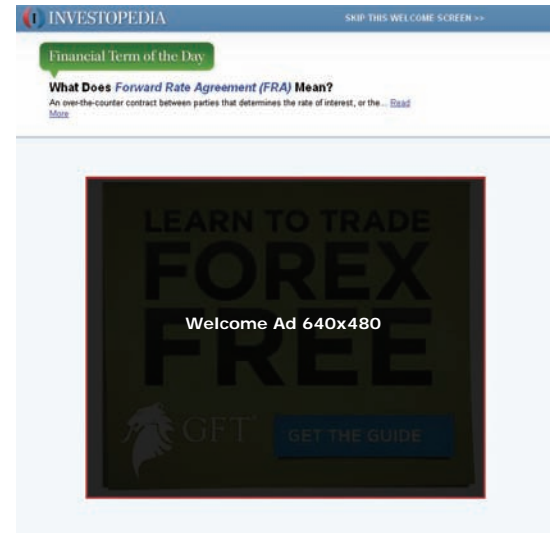 INVESTOPEDIA
SKIP THIS WELCOME SCREEN >>
Financial Term of the Day
What Does Forward Rate Agreement (FRA) Mean?
An over-the-counter contract between parties that determines the rate of interest, or the... Read
More
LEARN TO TRADE
FOREX
Welcome Ad 640x480
FREE
GFT
GET THE GUIDE